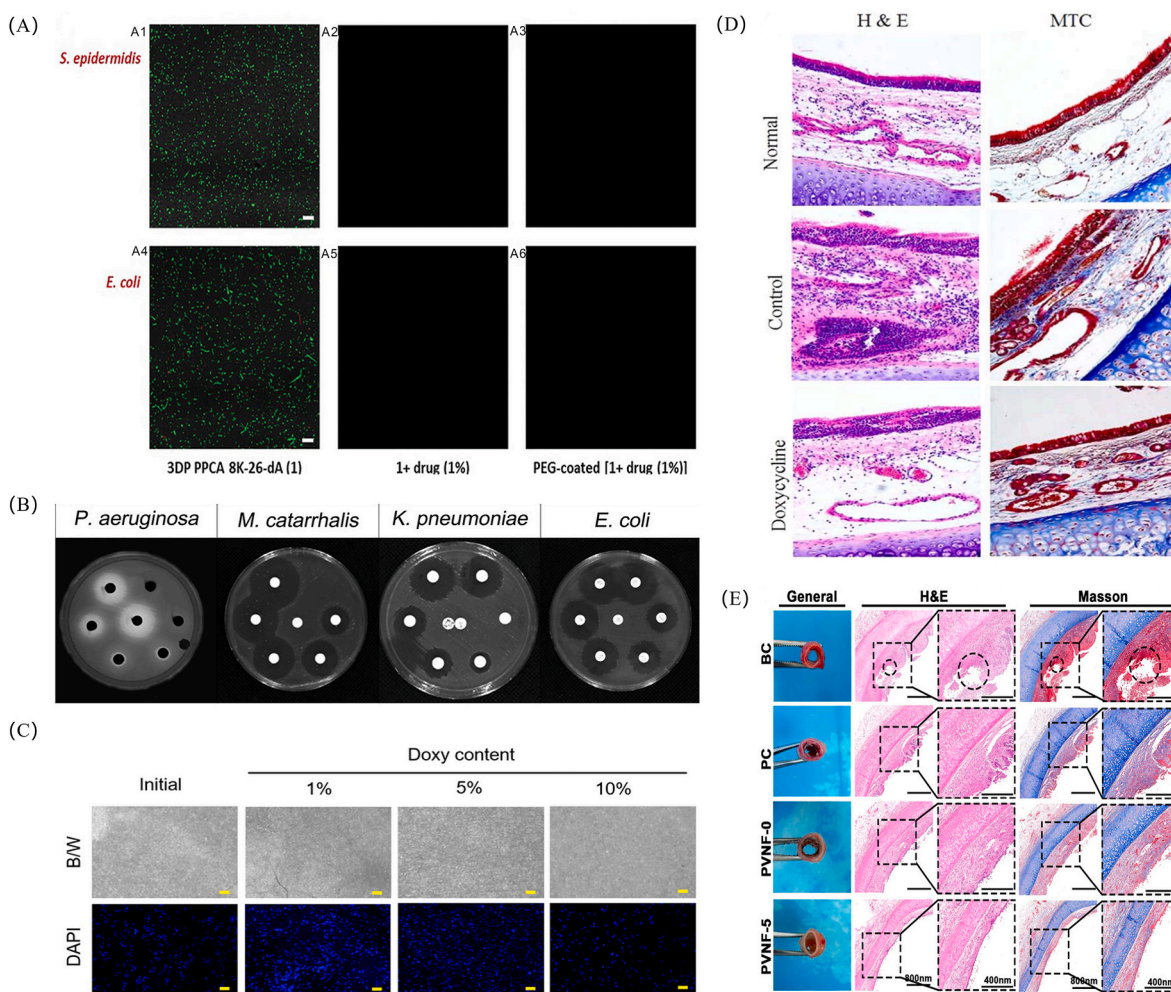 (A)
A1
A2
A3
S. epidermidis
A4
A5
A6
E. coli
3DP PPCA 8K-26-dA (1)
1+ drug (1%)
PEG-coated [1+ drug (1%)]
(B)
P. aeruginosa
M. catarrhalis
K. pneumoniae
E. coli
(C)
Doxy content
Initial
1%
5%
10%
B/W
DAPI
(D)
H & E
MTC
Normal
Control
Doxycycline
(E)
General
H&E
Masson
BC
PC
PVNF-0
PVNF-5
800nm
400nm
800nm
400nm